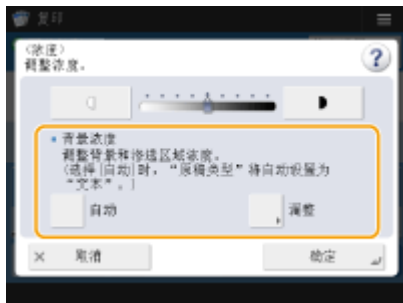 复印
<浓度>
调整浓度。
?
背景浓度
调整背景和渗透区域浓度。
(选择[自动]时，“原稿类型”将自动设置为
“文本”。)
自动
调整
× 取消
确定